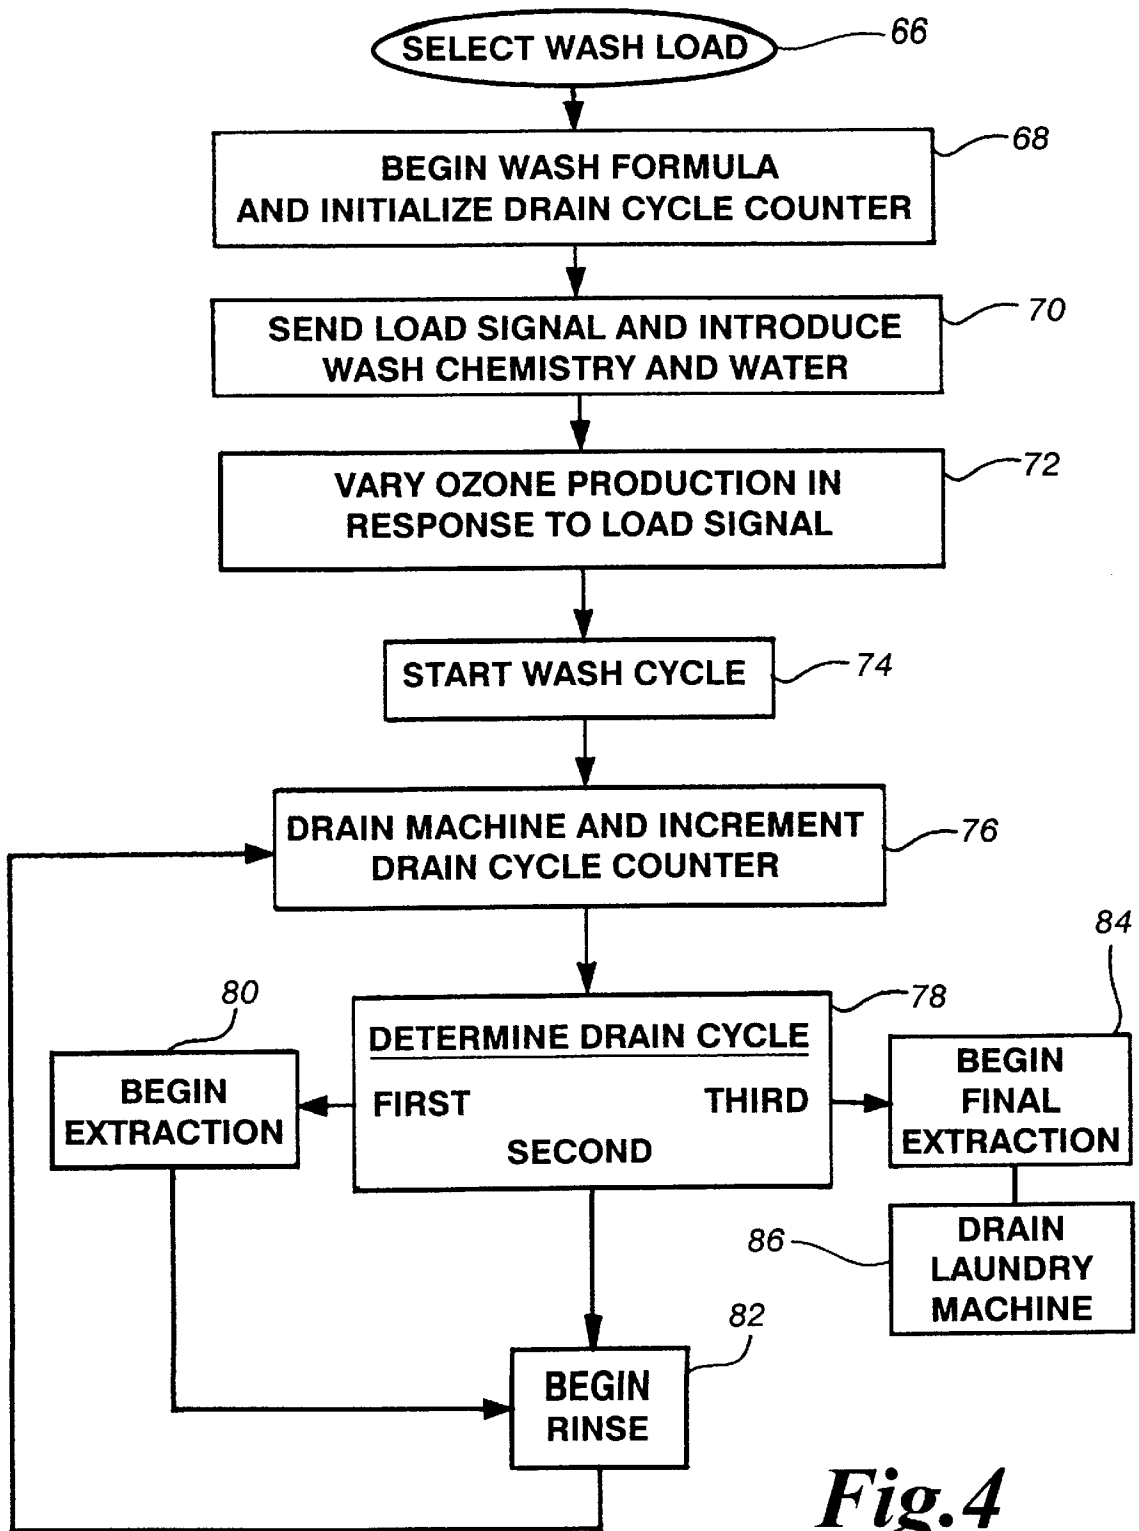 SELECT WASH LOAD
66
BEGIN WASH FORMULA
AND INITIALIZE DRAIN CYCLE COUNTER
68
SEND LOAD SIGNAL AND INTRODUCE
WASH CHEMISTRY AND WATER
70
VARY OZONE PRODUCTION IN
RESPONSE TO LOAD SIGNAL
72
START WASH CYCLE
74
DRAIN MACHINE AND INCREMENT
DRAIN CYCLE COUNTER
76
DETERMINE DRAIN CYCLE
FIRST
THIRD
SECOND
78
80
BEGIN
EXTRACTION
84
BEGIN
FINAL
EXTRACTION
86
DRAIN
LAUNDRY
MACHINE
82
BEGIN
RINSE
Fig.4